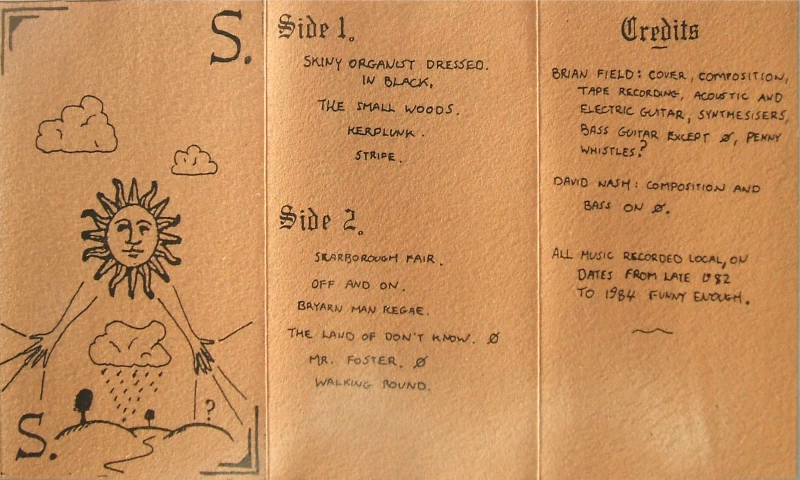 S.
?
S.
Side 1.
SKINY ORGANIST DRESSED.
IN BLACK,
THE SMALL WOODS.
KERPLUNK.
STRIPE.
Side 2.
SKARBOROUGH FAIR.
OFF AND ON.
BRYARN MAN KEGAE.
THE LAND OF DON'T KNOW. Ø
MR. FOSTER. Ø
WALKING ROUND.
Credits
BRIAN FIELD: COVER, COMPOSITION,
TAPE RECORDING, ACOUSTIC AND
ELECTRIC GUITAR, SYNTHESISERS,
BASS GUITAR EXCEPT Ø, PENNY
WHISTLES?
DAVID NASH: COMPOSITION AND
BASS ON Ø.
ALL MUSIC RECORDED LOCAL, ON
DATES FROM LATE 1982
TO 1984 FUNNY ENOUGH.